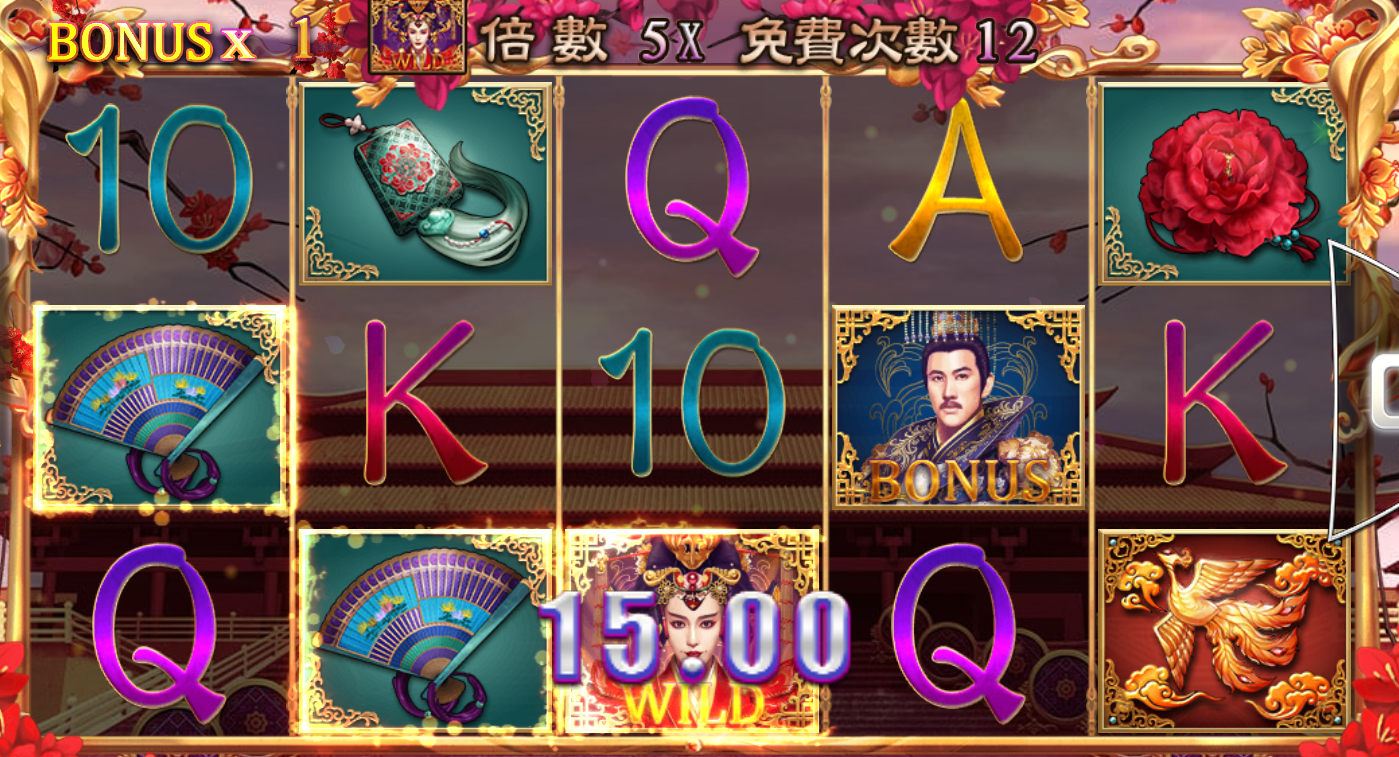 BONUS x 1 WILD 倍數 5X 免費次數 12
10 Q A
K 10 BONUS K
Q 15.00 Q
WILD